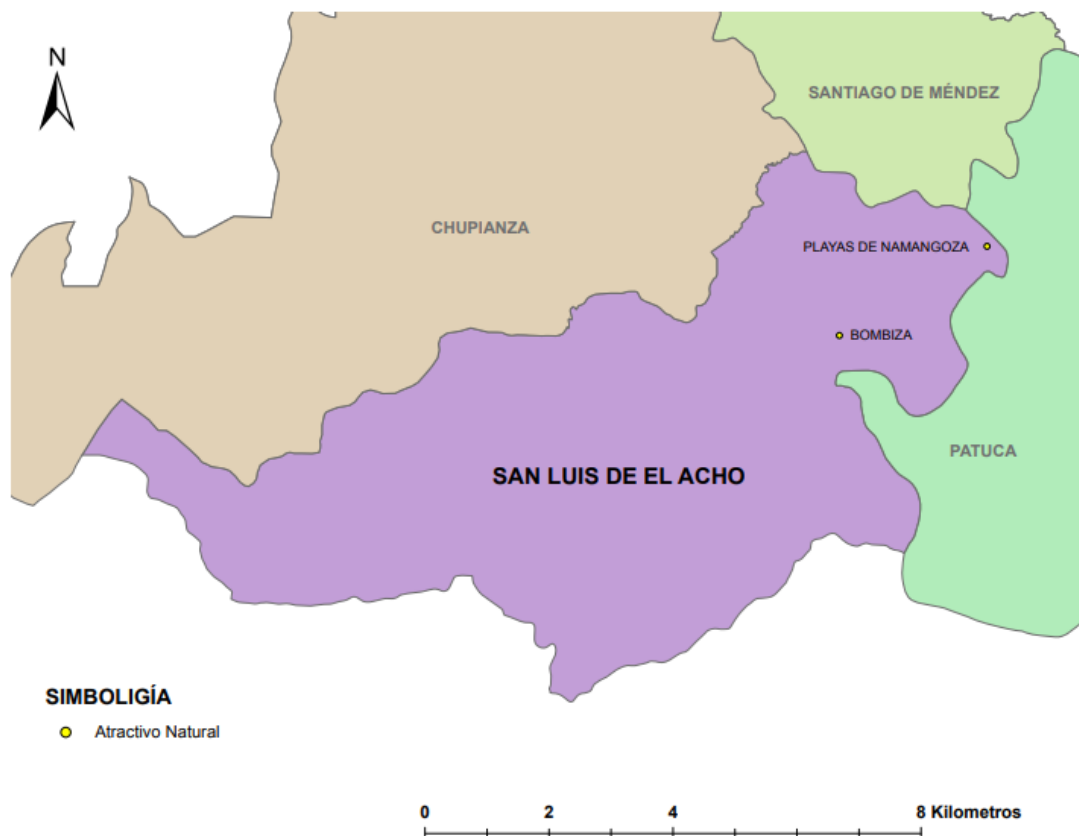 N
SANTIAGO DE MÉNDEZ
CHUPIANZA
PLAYAS DE NAMANGOZA
BOMBIZA
PATUCA
SAN LUIS DE EL ACHO
SIMBOLIGÍA
Atractivo Natural
0 2 4 8 Kilometros